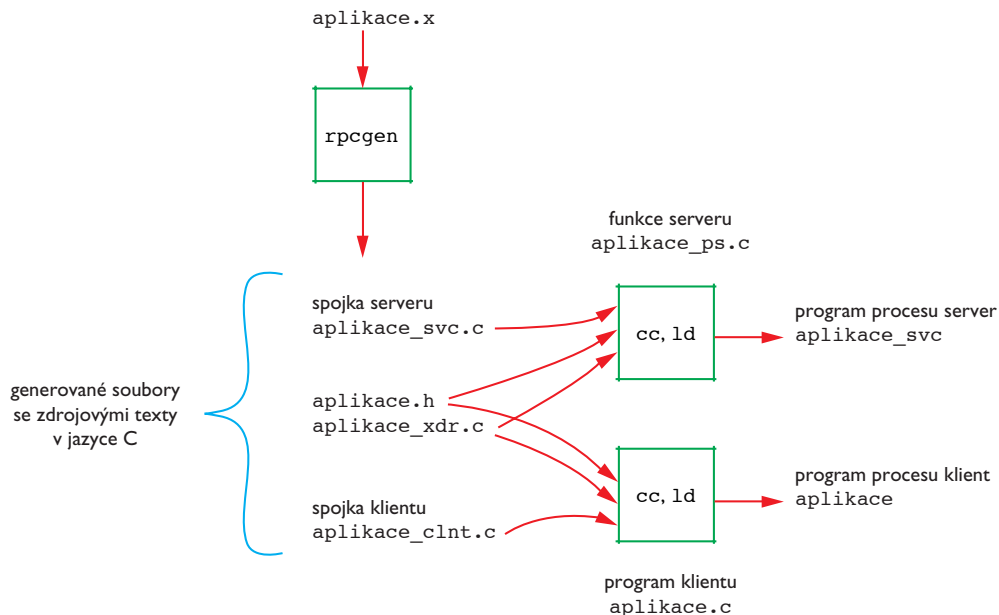 aplikace.x
rpcgen
funkce serveru
aplikace_ps.c
spojka serveru
aplikace_svc.c
cc, ld
program procesu server
aplikace_svc
generované soubory
se zdrojovými texty
v jazyce C
aplikace.h
aplikace_xdr.c
spojka klientu
aplikace_clnt.c
cc, ld
program procesu klient
aplikace
program klientu
aplikace.c